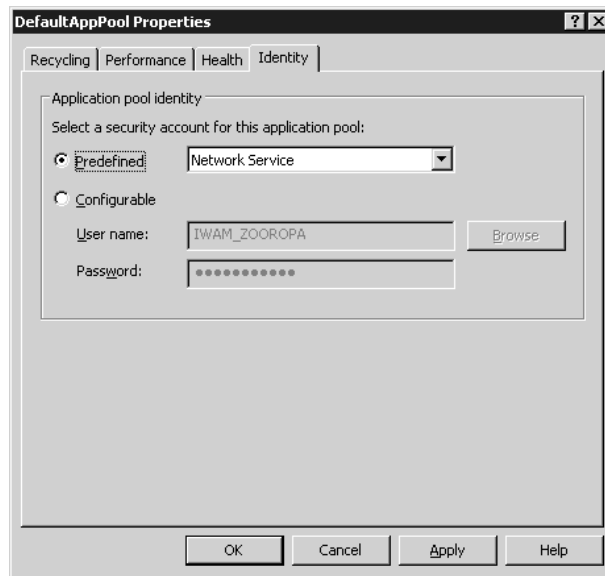 DefaultAppPool Properties
Recycling Performance Health Identity
Application pool identity
Select a security account for this application pool:
Predefined Network Service
Configurable
User name: IWAM_ZOOROPA Browse
Password: ●●●●●●●●●●●
OK Cancel Apply Help